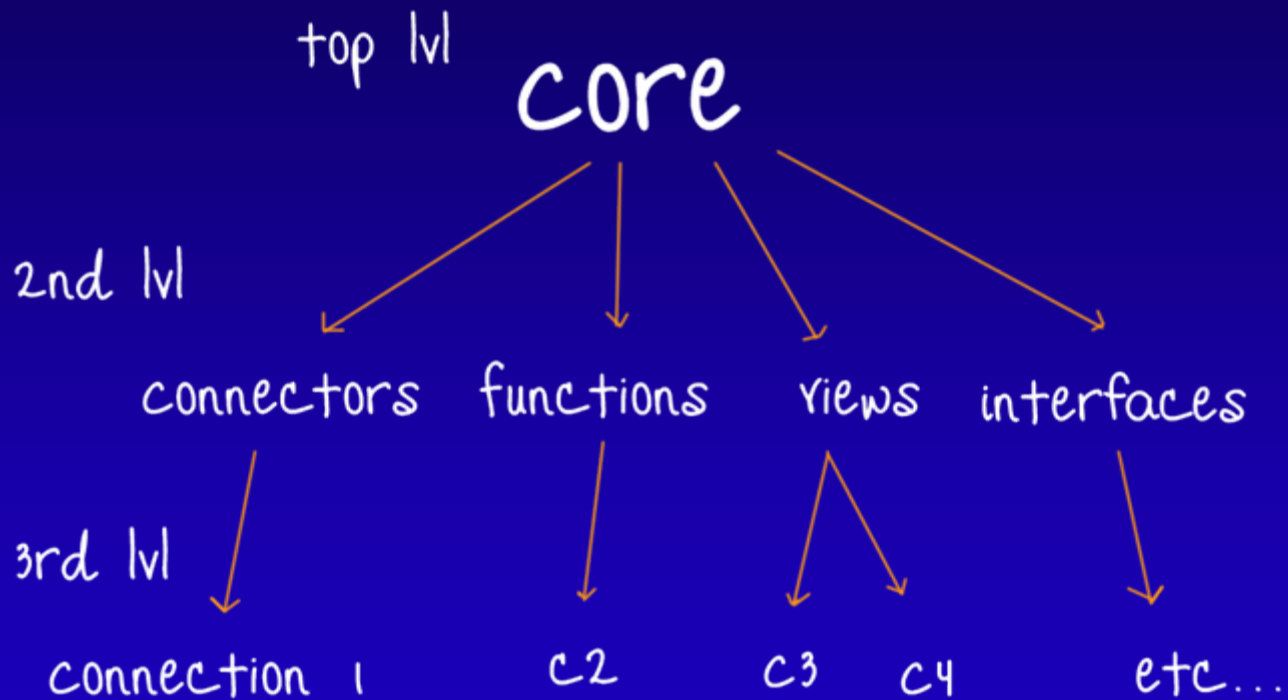 top lvl
core
2nd lvl
connectors functions views interfaces
3rd lvl
connection 1 c2 c3 c4 etc...